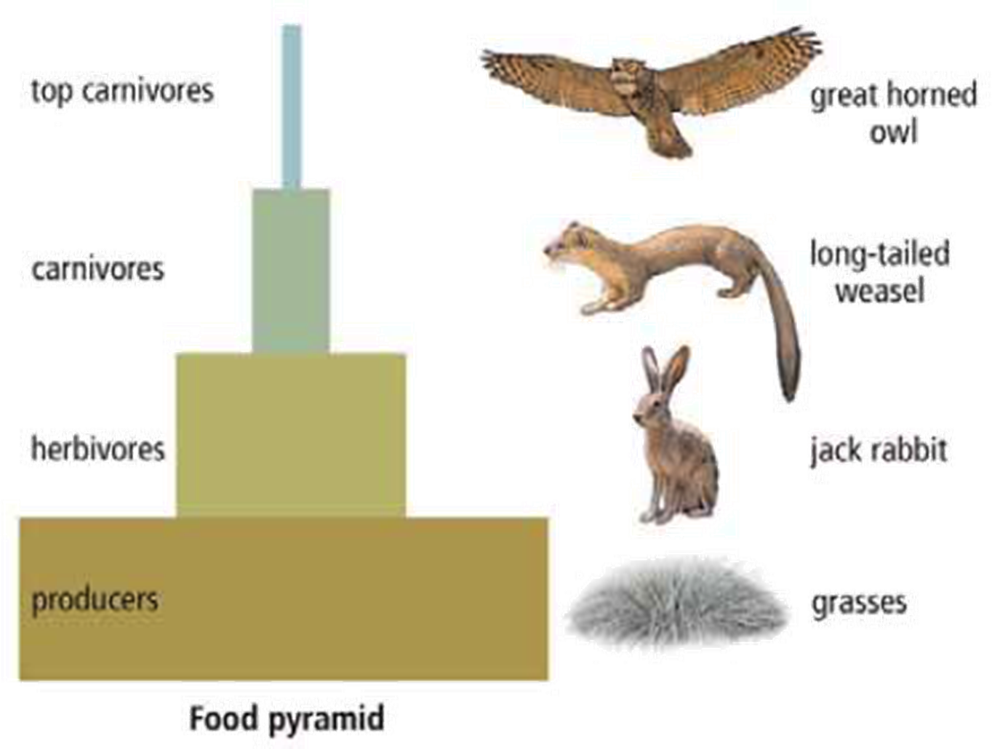 top carnivores
great horned
owl
carnivores
long-tailed
weasel
herbivores
jack rabbit
producers
grasses
Food pyramid